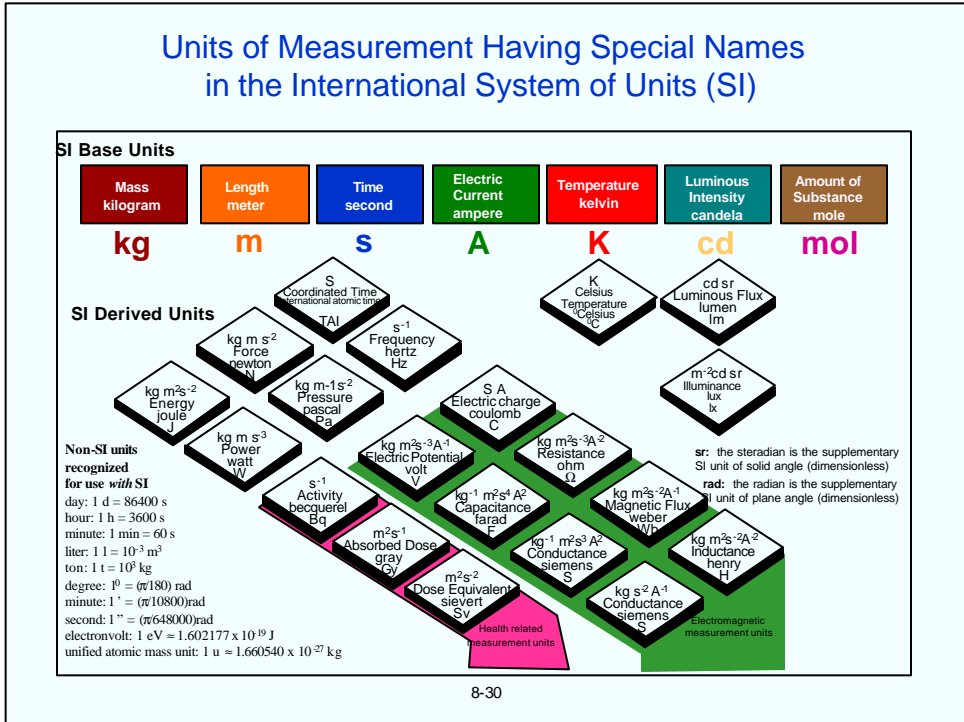 Units of Measurement Having Special Names
in the International System of Units (SI)
SI Base Units
Mass
kilogram
Length
meter
Time
second
Electric
Current
ampere
Temperature
kelvin
Luminous
Intensity
candela
Amount of
Substance
mole
kg
m
s
A
K
cd
mol
S
Coordinated Time
international atomic time
TAI
K
Celsius
Temperature
⁰Celsius
⁰C
cd sr
Luminous Flux
lumen
lm
SI Derived Units
kg m s⁻²
Force
newton
N
s⁻¹
Frequency
hertz
Hz
m⁻²cd sr
Illuminance
lux
lx
kg m²s⁻²
Energy
joule
J
kg m-1s⁻²
Pressure
pascal
Pa
S A
Electric charge
coulomb
C
kg m s⁻³
Power
watt
W
kg m²s⁻³A⁻¹
Electric Potential
volt
V
kg m²s⁻³A⁻²
Resistance
ohm
Ω
s⁻¹
Activity
becquerel
Bq
kg⁻¹ m²s⁴ A²
Capacitance
farad
F
kg m²s⁻²A⁻¹
Magnetic Flux
weber
Wb
m²s⁻¹
Absorbed Dose
gray
Gy
kg⁻¹ m²s³ A²
Conductance
siemens
S
kg m²s⁻²A⁻²
Inductance
henry
H
m²s⁻²
Dose Equivalent
sievert
Sv
kg s⁻² A⁻¹
Conductance
siemens
S
Health related
measurement units
Electromagnetic
measurement units
sr: the steradian is the supplementary
SI unit of solid angle (dimensionless)
rad: the radian is the supplementary
SI unit of plane angle (dimensionless)
Non-SI units
recognized
for use with SI
day: 1 d = 86400 s
hour: 1 h = 3600 s
minute: 1 min = 60 s
liter: 1 l = 10⁻³ m³
ton: 1 t = 10³ kg
degree: 1⁰ = (π/180) rad
minute: 1 ' = (π/10800)rad
second: 1 ” = (π/648000)rad
electronvolt: 1 eV ≈ 1.602177 x 10⁻¹⁹ J
unified atomic mass unit: 1 u ≈ 1.660540 x 10⁻²⁷ kg
8-30